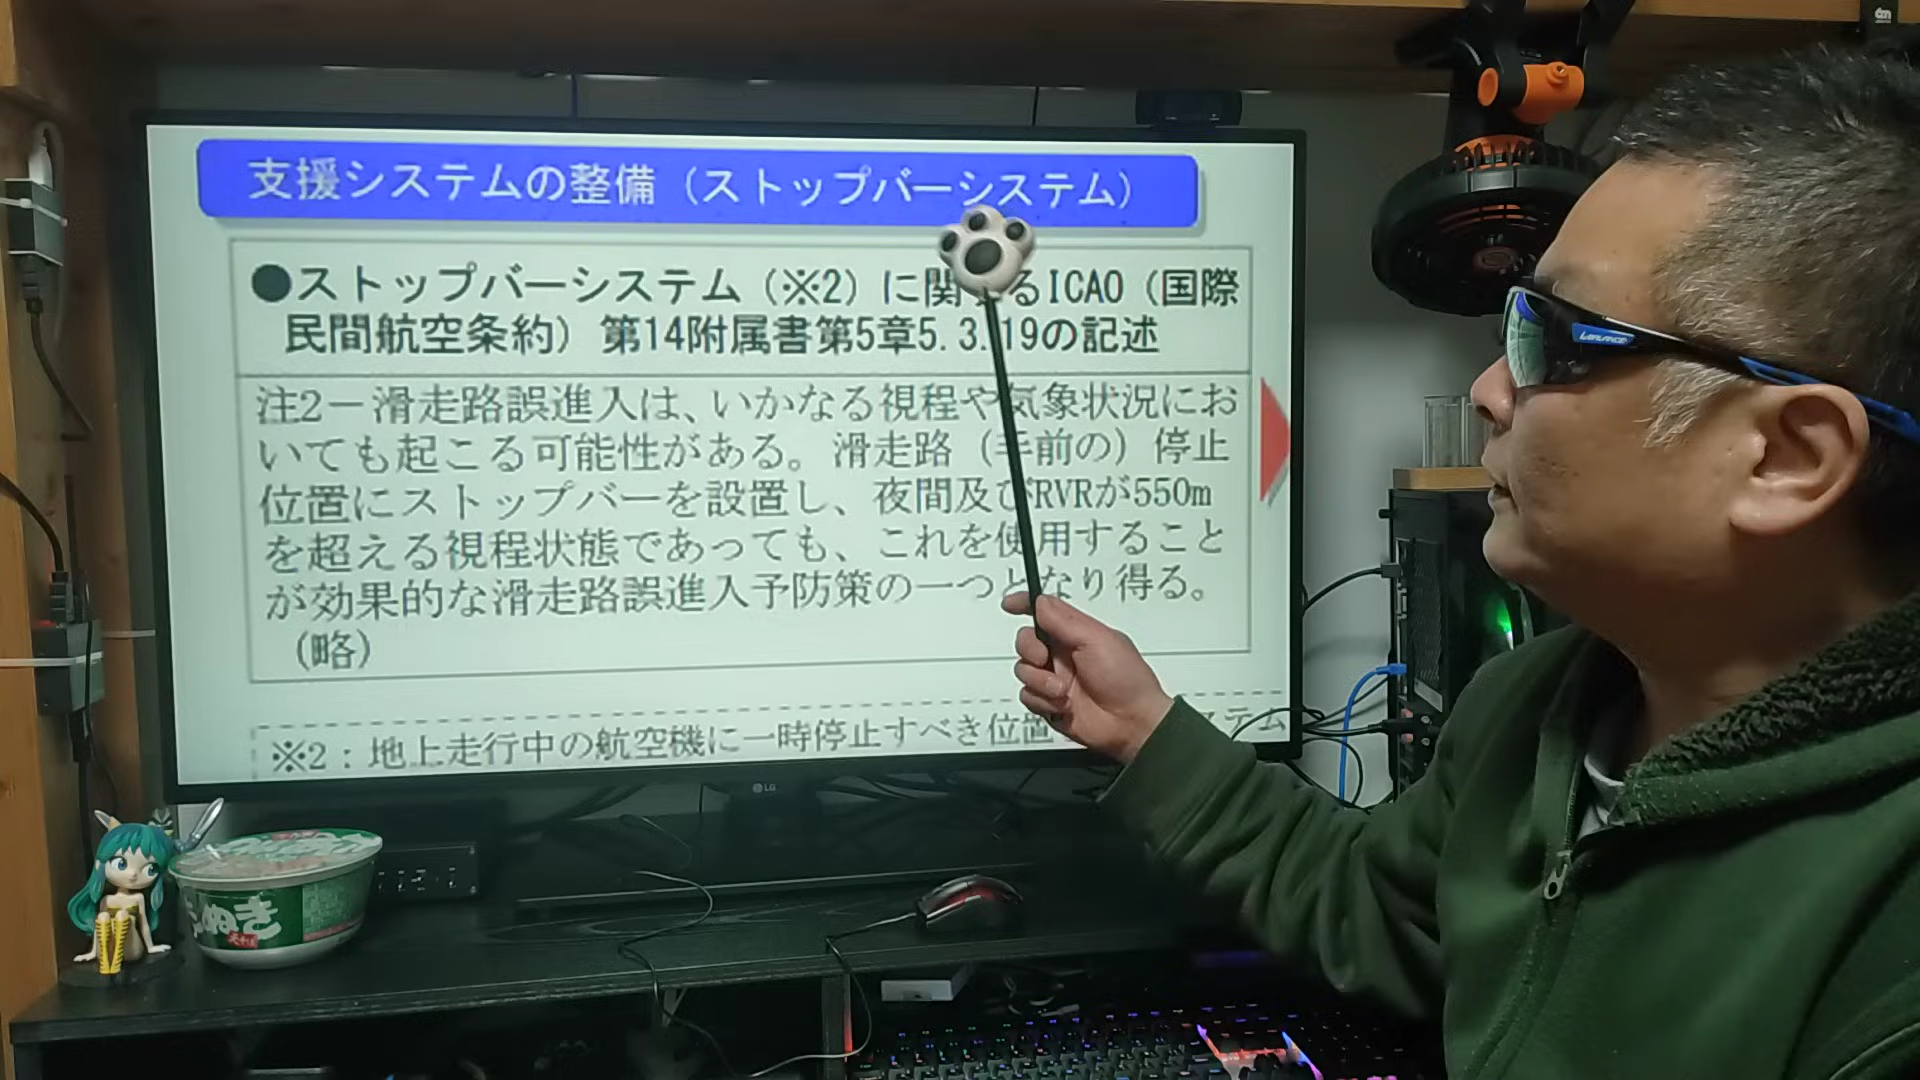 支援システムの整備（ストップバーシステム）
●ストップバーシステム（※2）に関するICAO（国際
民間航空条約）第14附属書第5章5.3.19の記述
注2－滑走路誤進入は、いかなる視程や気象状況にお
いても起こる可能性がある。滑走路（手前の）停止
位置にストップバーを設置し、夜間及びRVRが550m
を超える視程状態であっても、これを使用すること
が効果的な滑走路誤進入予防策の一つとなり得る。
（略）
※2：地上走行中の航空機に一時停止すべき位置
ステム
LG
ぬき